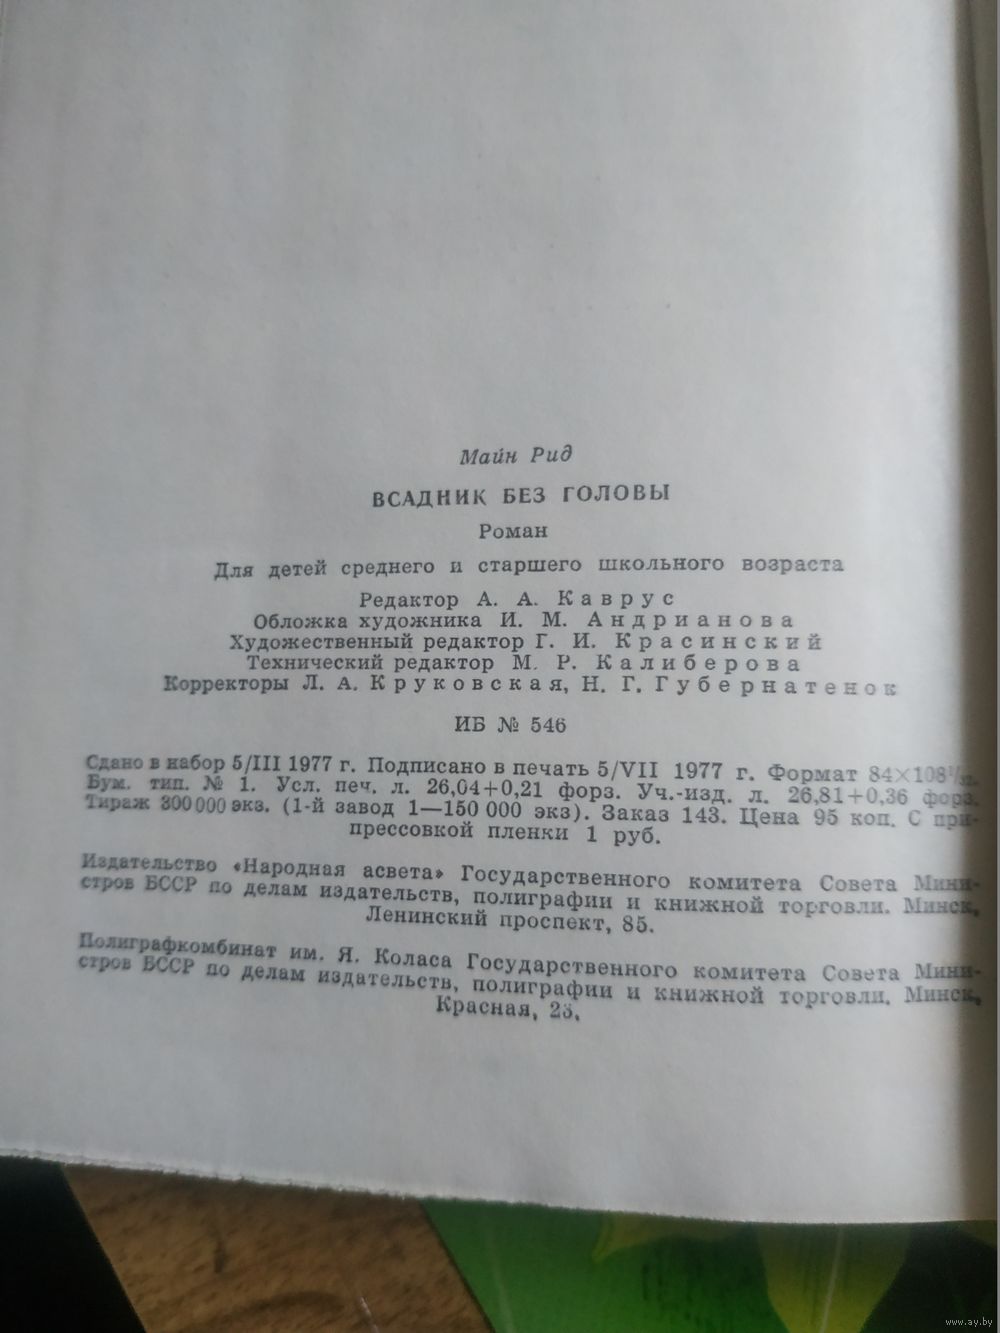 Майн Рид
ВСАДНИК БЕЗ ГОЛОВЫ
Роман
Для детей среднего и старшего школьного возраста
Редактор А. А. Каврус
Обложка художника И. М. Андрианова
Художественный редактор Г. И. Красинский
Технический редактор М. Р. Калиберова
Корректоры Л. А. Круковская, Н. Г. Губернатенок
ИБ № 546
Сдано в набор 5/III 1977 г. Подписано в печать 5/VII 1977 г. Формат 84×108¹/₃₂.
Бум. тип. № 1. Усл. печ. л. 26,04+0,21 форз. Уч.-изд. л. 26,81+0,36 форз.
Тираж 300 000 экз. (1-й завод 1—150 000 экз). Заказ 143. Цена 95 коп. С при-
прессовкой пленки 1 руб.
Издательство «Народная асвета» Государственного комитета Совета Мини-
стров БССР по делам издательств, полиграфии и книжной торговли. Минск,
Ленинский проспект, 85.
Полиграфкомбинат им. Я. Коласа Государственного комитета Совета Мини-
стров БССР по делам издательств, полиграфии и книжной торговли. Минск,
Красная, 23.
www.ay.by